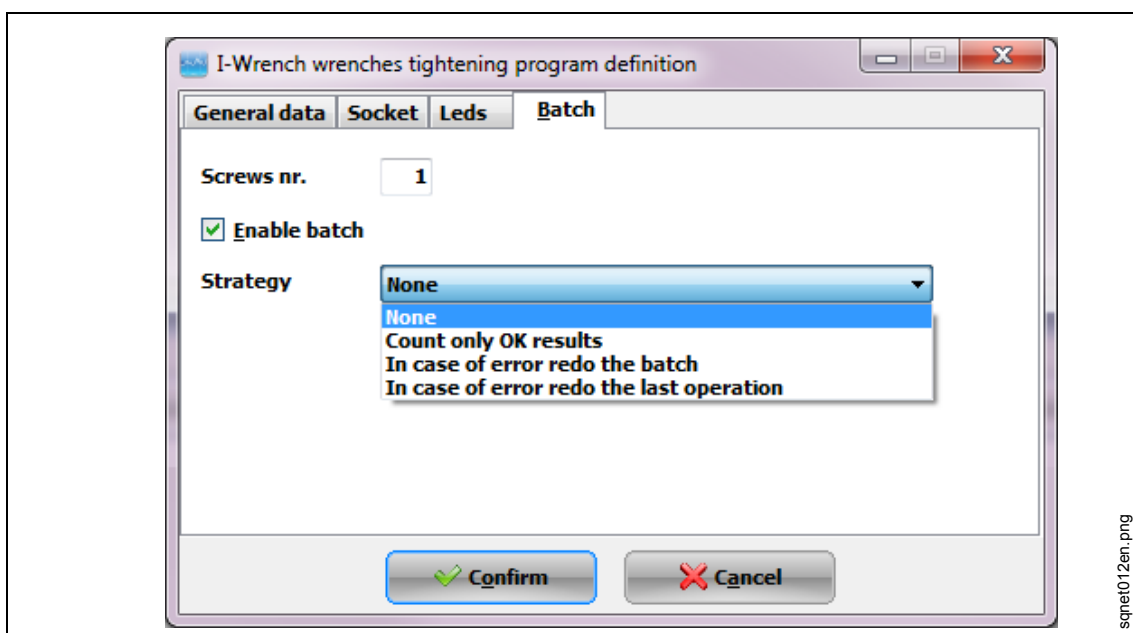 I-Wrench wrenches tightening program definition
General data Socket Leds Batch
Screws nr. 1
Enable batch
Strategy None
None
Count only OK results
In case of error redo the batch
In case of error redo the last operation
Confirm Cancel
sqnet012en.png